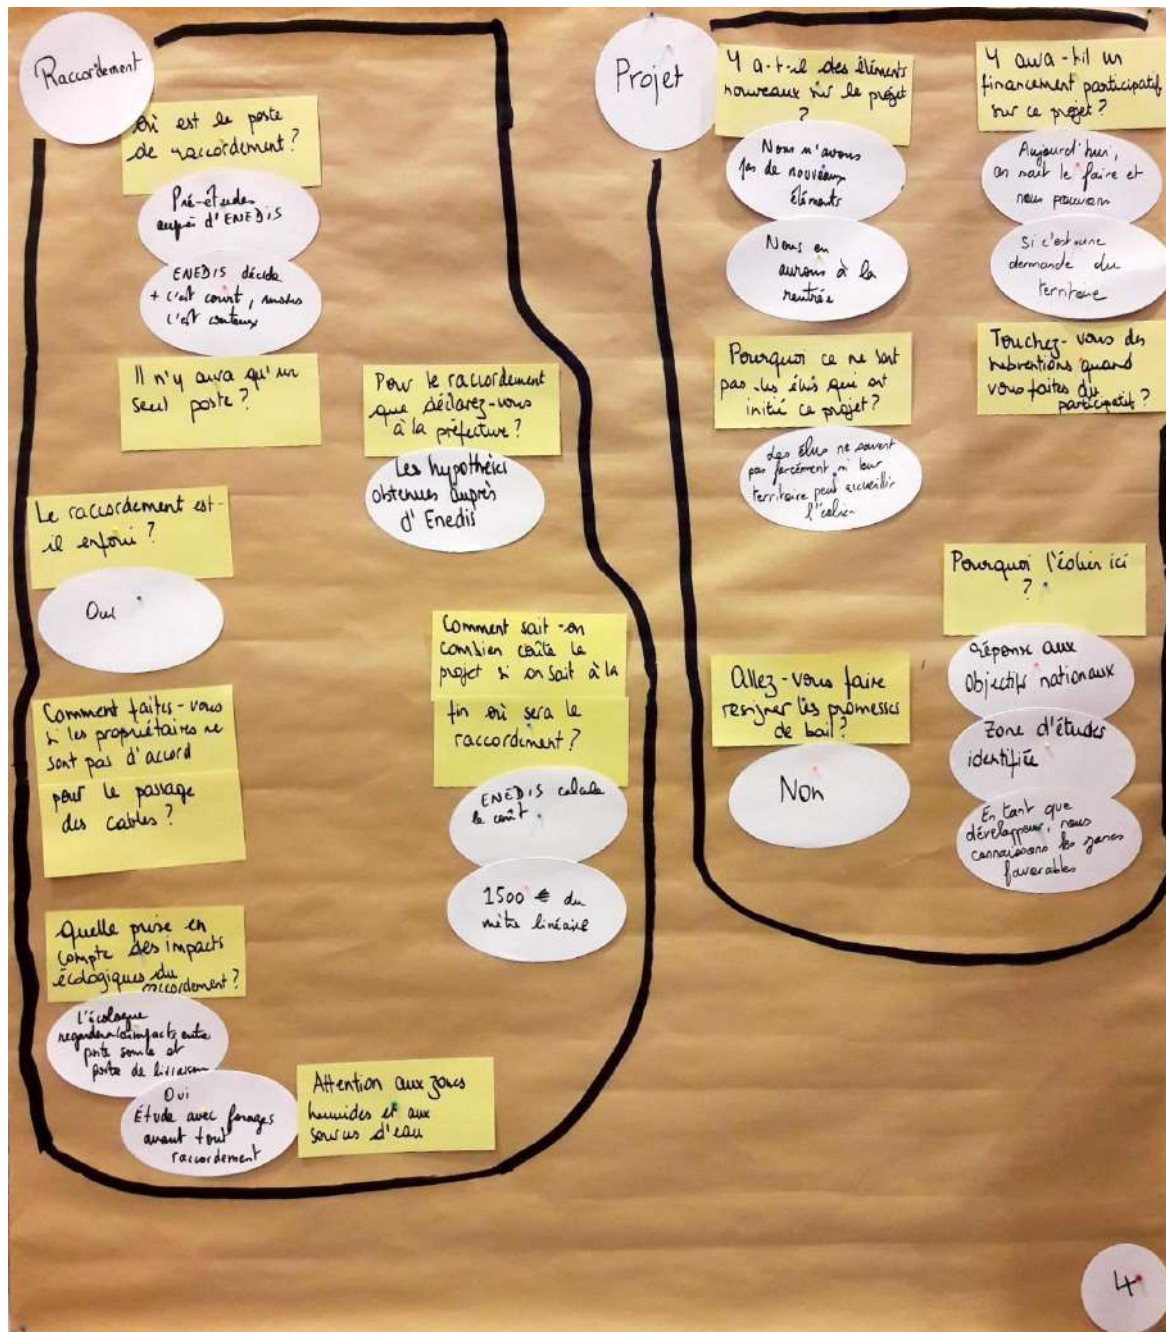 Raccordement
Où est le poste
de raccordement?
Pré-études
auprès d'ENEDIS
ENEDIS décide
+ c'est court, moins
c'est couteux
Il n'y aura qu'un
seul poste?
Pour le raccordement
que déclarez-vous
à la préfecture?
Les hypothèses
obtenues auprès
d'Enedis
Le raccordement est-
il enfoui?
Oui
Comment sait-on
combien coûte le
projet si on sait à la
fin où sera le
raccordement?
ENEDIS calcule
le coût
1500 € du
mètre linéaire
Comment faites-vous
si les propriétaires ne
sont pas d'accord
pour le passage
des cables?
Quelle prise en
compte des impacts
écologiques du
raccordement?
L'écologue
regardera impacts entre
poste source et
poste de livraison
Oui
Étude avec forages
avant tout
raccordement
Attention aux zones
humides et aux
sources d'eau
Projet
Y a-t-il des éléments
nouveaux sur le projet
?
Nous n'avons
pas de nouveaux
éléments
Nous en
aurons à la
rentrée
Y aura-t-il un
financement participatif
sur ce projet?
Aujourd'hui,
on sait le faire et
nous pouvons
Si c'est une
demande du
territoire
Pourquoi ce ne sont
pas les élus qui ont
initié ce projet?
Les élus ne savent
pas forcément si leur
territoire peut accueillir
l'éolien
Touchez-vous des
subventions quand
vous faites du
participatif?
Pourquoi l'éolien ici
?
Réponse aux
objectifs nationaux
Zone d'études
identifiée
En tant que
développeur, nous
connaissons les zones
favorables
Allez-vous faire
resigner les promesses
de bail?
Non
4